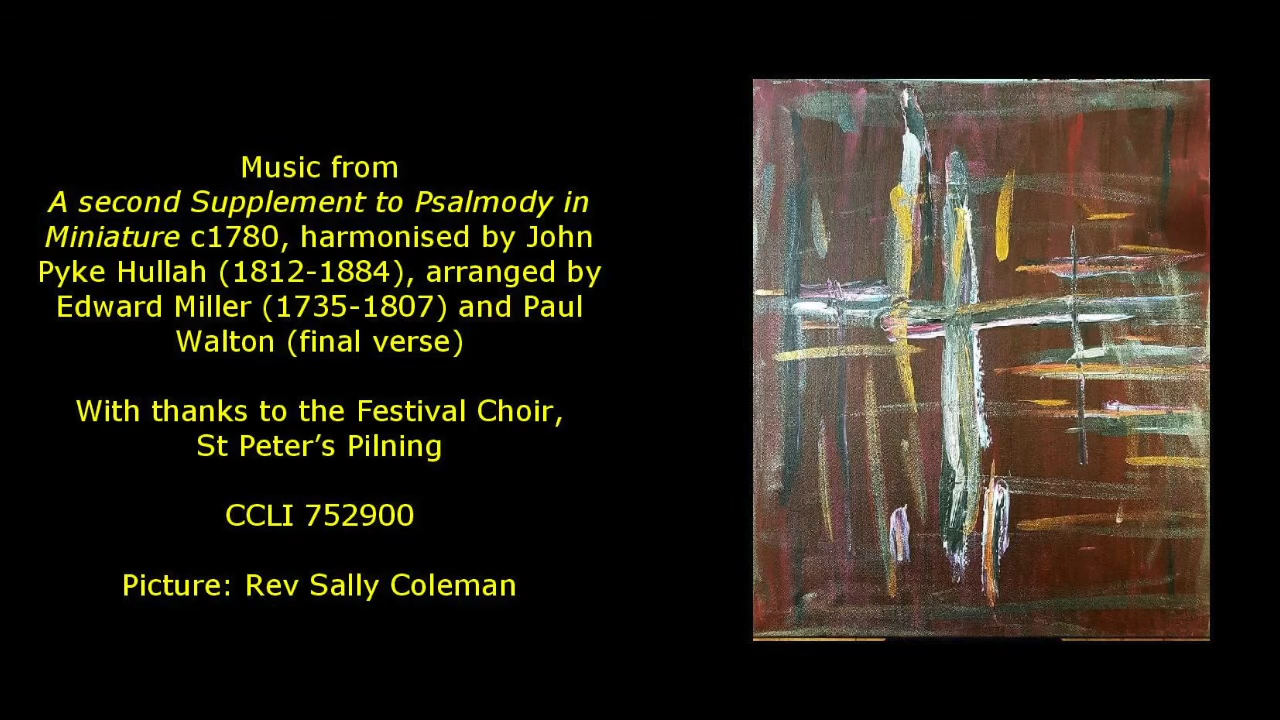 Music from
A second Supplement to Psalmody in
Miniature c1780, harmonised by John
Pyke Hullah (1812-1884), arranged by
Edward Miller (1735-1807) and Paul
Walton (final verse)
With thanks to the Festival Choir,
St Peter’s Pilning
CCLI 752900
Picture: Rev Sally Coleman